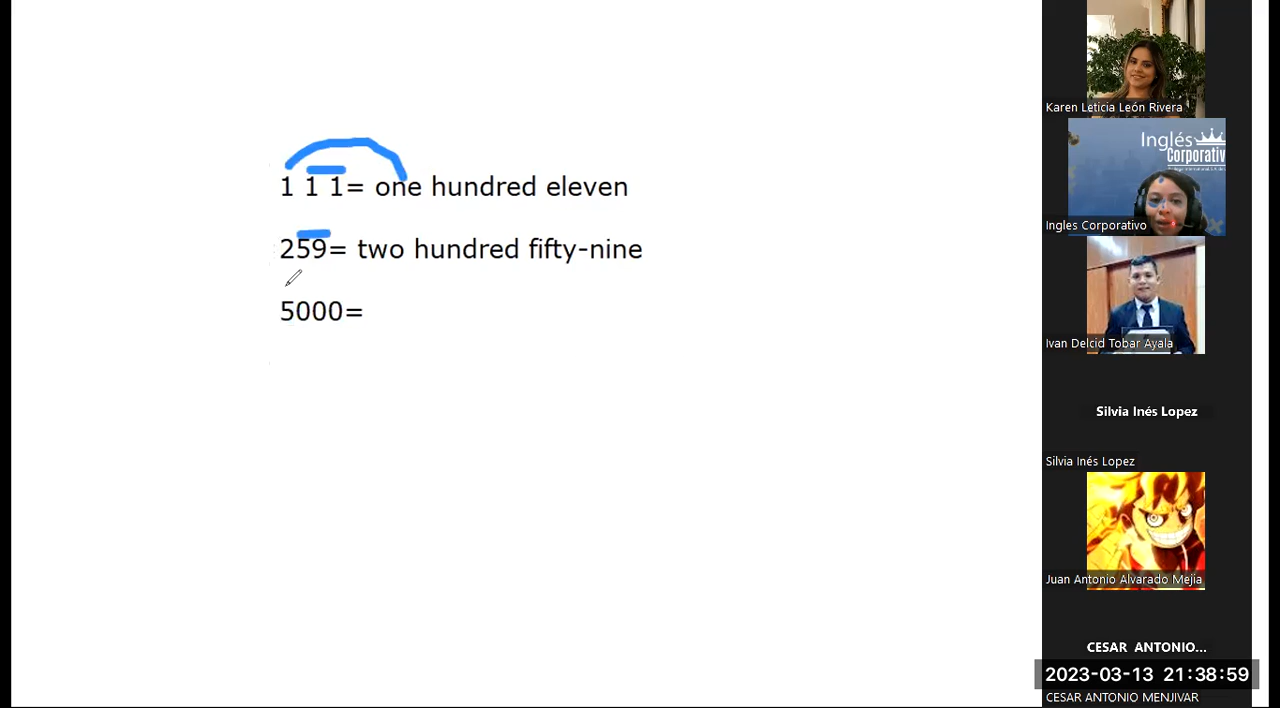 1 1 1= one hundred eleven
259= two hundred fifty-nine
5000=
Karen Leticia León Rivera
Inglés
Corporativ
Ingles Corporativo
Ivan Delcid Tobar Ayala
Silvia Inés Lopez
Silvia Inés Lopez
Juan Antonio Alvarado Mejía
CESAR ANTONIO...
2023-03-13 21:38:59
CESAR ANTONIO MENJIVAR